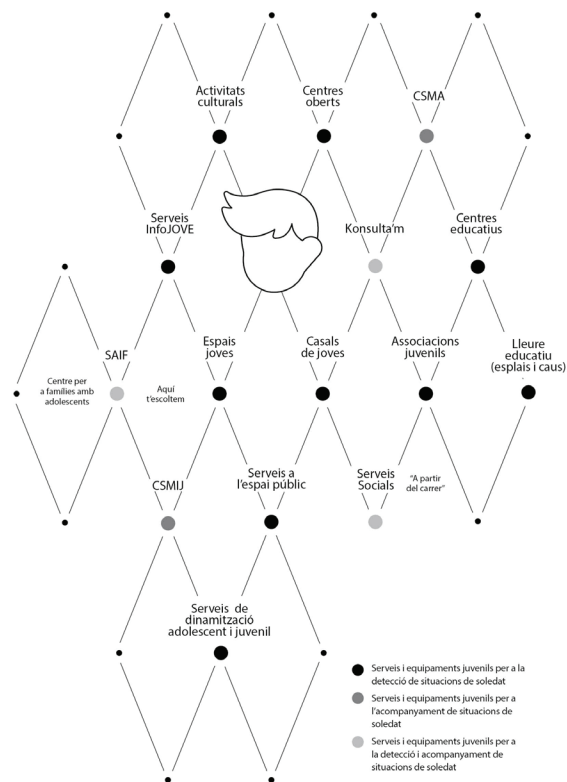 Activitats
culturals
Centres
oberts
CSMA
Serveis
InfoJOVE
Konsulta'm
Centres
educatius
SAIF
Espais
joves
Casals
de joves
Associacions
juvenils
Lleure
educatiu
(esplais i caus)
Centre per
a famílies amb
adolescents
Aquí
t'escoltem
CSMIJ
Serveis a
l'espai públic
Serveis
Socials
"A partir
del carrer"
Serveis de
dinamització
adolescent i juvenil
Serveis i equipaments juvenils per a la
detecció de situacions de soledat
Serveis i equipaments juvenils per a
l'acompanyament de situacions de
soledat
Serveis i equipaments juvenils per a
la detecció i acompanyament de
situacions de soledat